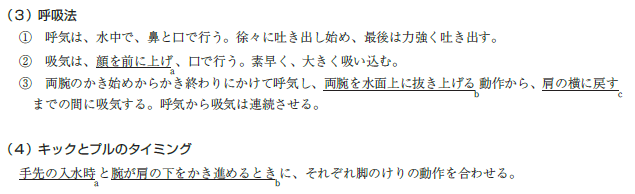 (3)呼吸法
① 呼気は、水中で、鼻と口で行う。徐々に吐き出し始め、最後は力強く吐き出す。
② 吸気は、顔を前に上げ、口で行う。素早く、大きく吸い込む。
a
③ 両腕のかき始めからかき終わりにかけて呼気し、両腕を水面上に抜き上げる動作から、肩の横に戻す
b c
までの間に吸気する。呼気から吸気は連続させる。
(4)キックとプルのタイミング
手先の入水時と腕が肩の下をかき進めるときに、それぞれ脚のけりの動作を合わせる。
a b